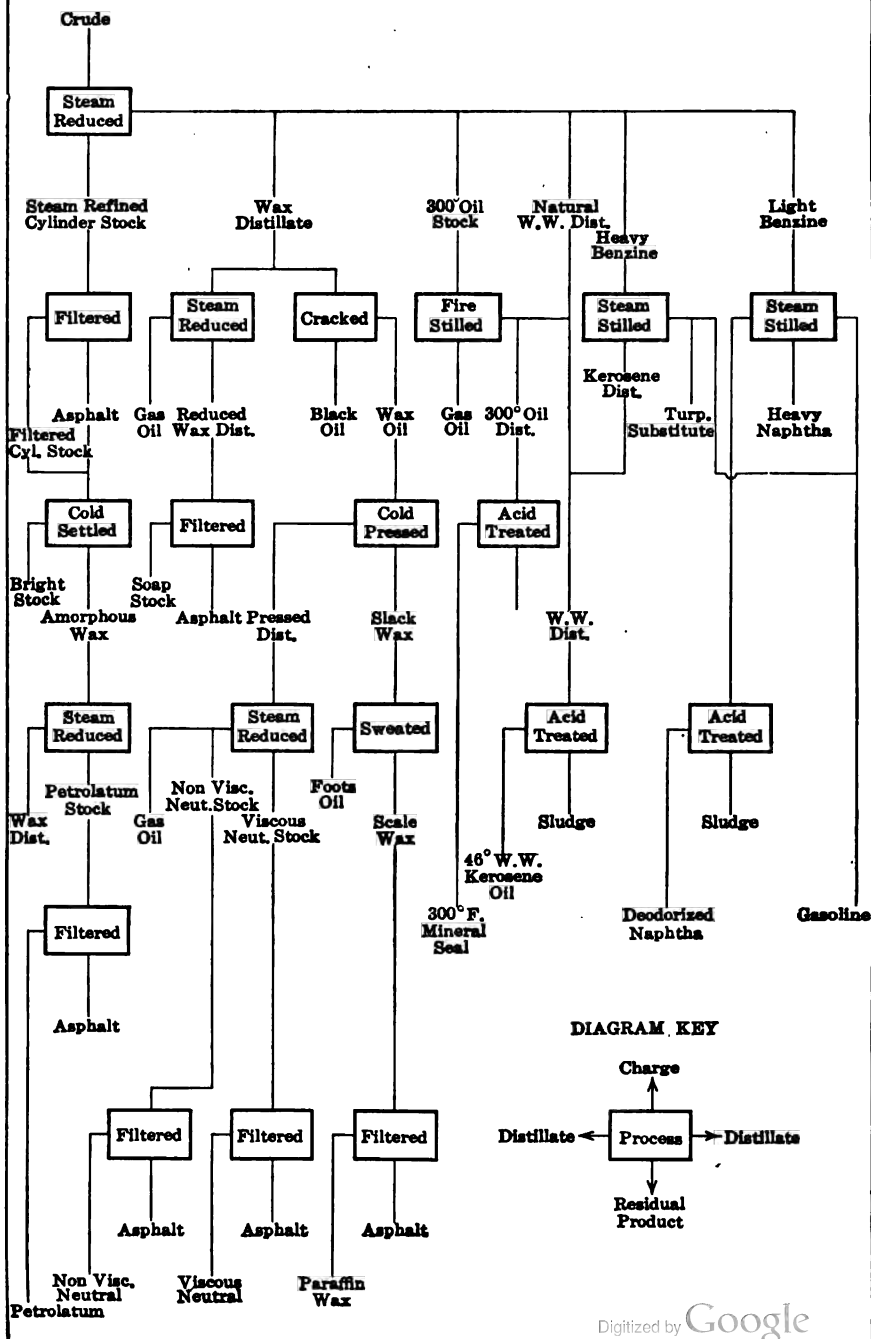 Crude
Steam
Reduced
Steam Refined
Cylinder Stock
Wax
Distillate
300° Oil
Stock
Natural
W.W. Dist.
Heavy
Benzine
Light
Benzine
Filtered
Steam
Reduced
Cracked
Fire
Stilled
Steam
Stilled
Steam
Stilled
Kerosene
Dist.
Asphalt
Filtered
Cyl. Stock
Gas
Oil
Reduced
Wax Dist.
Black
Oil
Wax
Oil
Gas
Oil
300° Oil
Dist.
Turp.
Substitute
Heavy
Naphtha
Cold
Settled
Filtered
Cold
Pressed
Acid
Treated
Bright
Stock
Soap
Stock
Amorphous
Wax
Asphalt
Pressed
Dist.
Slack
Wax
W.W.
Dist.
Steam
Reduced
Steam
Reduced
Sweated
Acid
Treated
Acid
Treated
Wax
Dist.
Petrolatum
Stock
Gas
Oil
Non Visc.
Neut. Stock
Viscous
Neut. Stock
Foots
Oil
Scale
Wax
Sludge
Sludge
46° W.W.
Kerosene
Oil
300° F.
Mineral
Seal
Deodorized
Naphtha
Gasoline
Filtered
Asphalt
DIAGRAM KEY
Charge
Distillate
Process
Distillate
Residual
Product
Filtered
Filtered
Filtered
Asphalt
Asphalt
Asphalt
Non Visc.
Neutral
Viscous
Neutral
Paraffin
Wax
Petrolatum
Digitized by Google